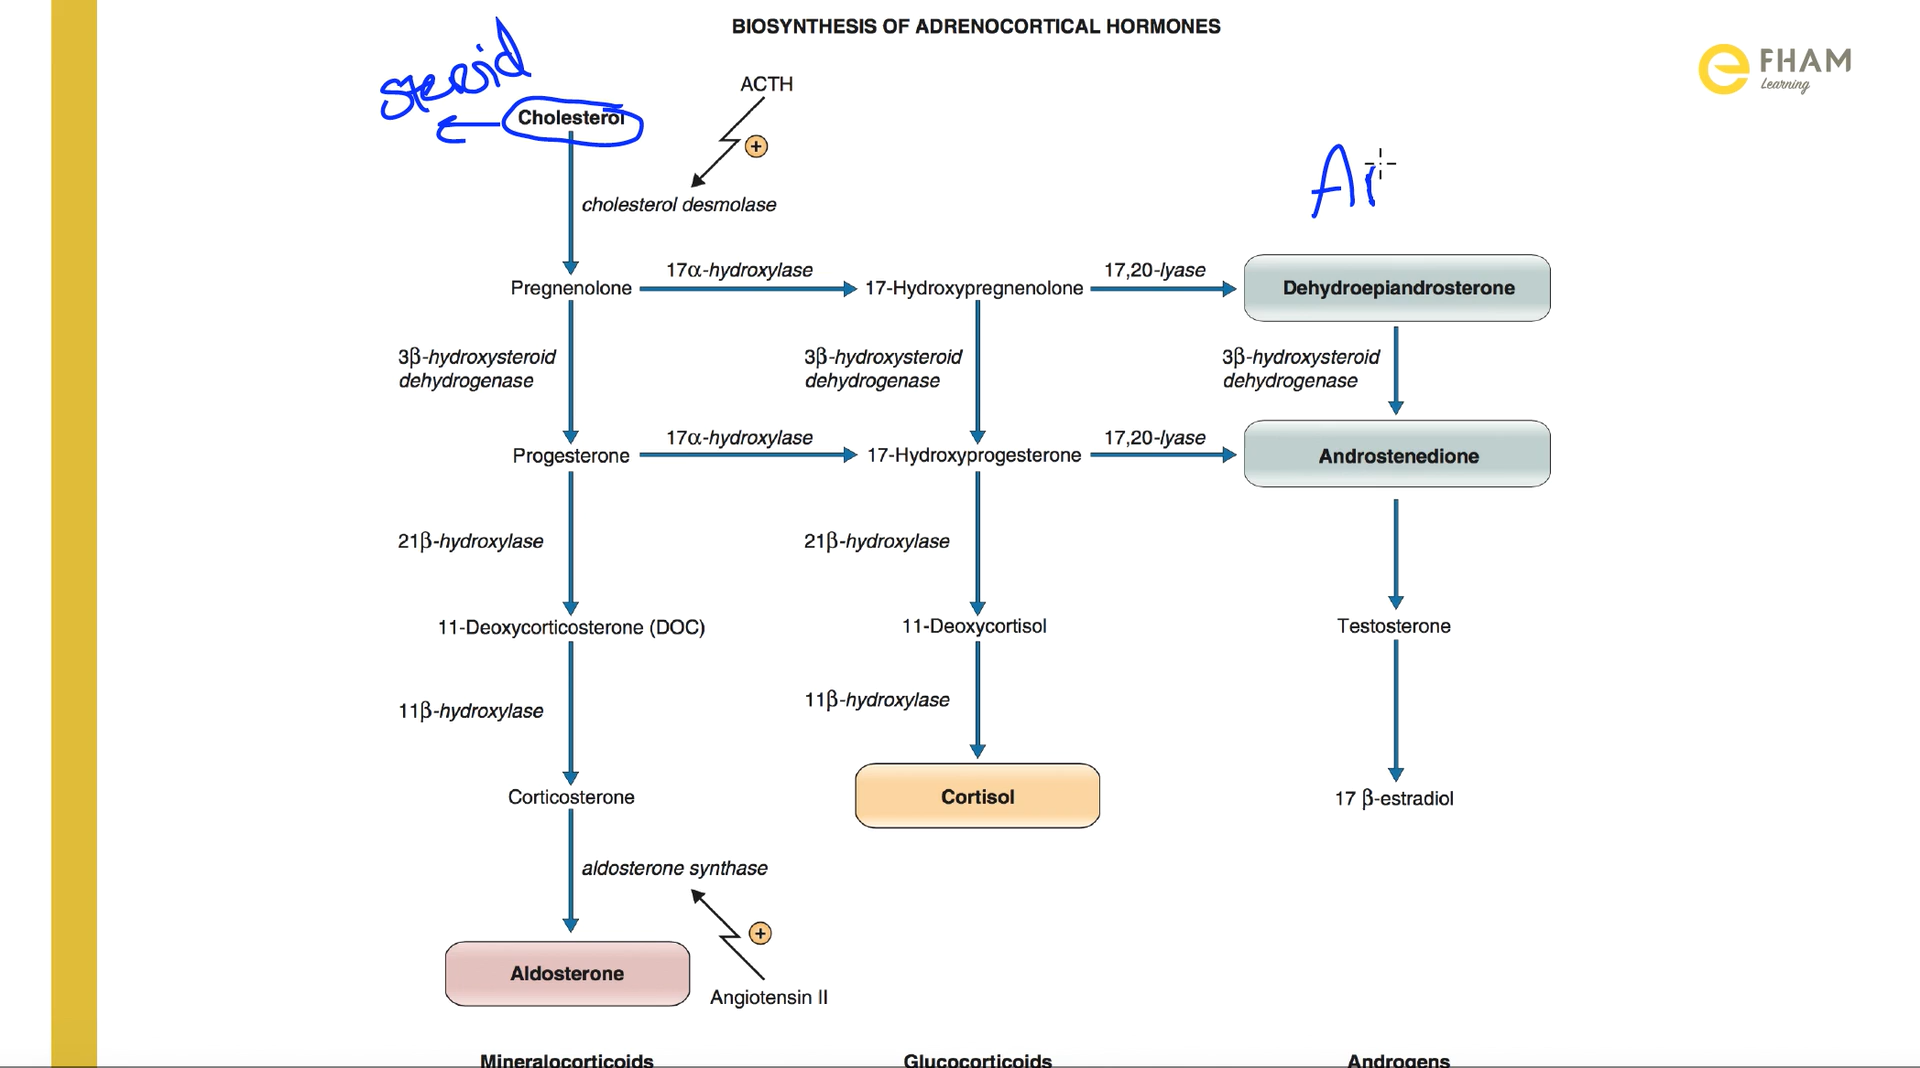 BIOSYNTHESIS OF ADRENOCORTICAL HORMONES
EFHAM
Learning
steroid
Cholesterol
ACTH
+
cholesterol desmolase
Ar
Pregnenolone
17α-hydroxylase
17-Hydroxypregnenolone
17,20-lyase
Dehydroepiandrosterone
3β-hydroxysteroid
dehydrogenase
3β-hydroxysteroid
dehydrogenase
3β-hydroxysteroid
dehydrogenase
Progesterone
17α-hydroxylase
17-Hydroxyprogesterone
17,20-lyase
Androstenedione
21β-hydroxylase
21β-hydroxylase
11-Deoxycorticosterone (DOC)
11-Deoxycortisol
Testosterone
11β-hydroxylase
11β-hydroxylase
Corticosterone
Cortisol
17 β-estradiol
aldosterone synthase
+
Aldosterone
Angiotensin II
Mineralocorticoids
Glucocorticoids
Androgens